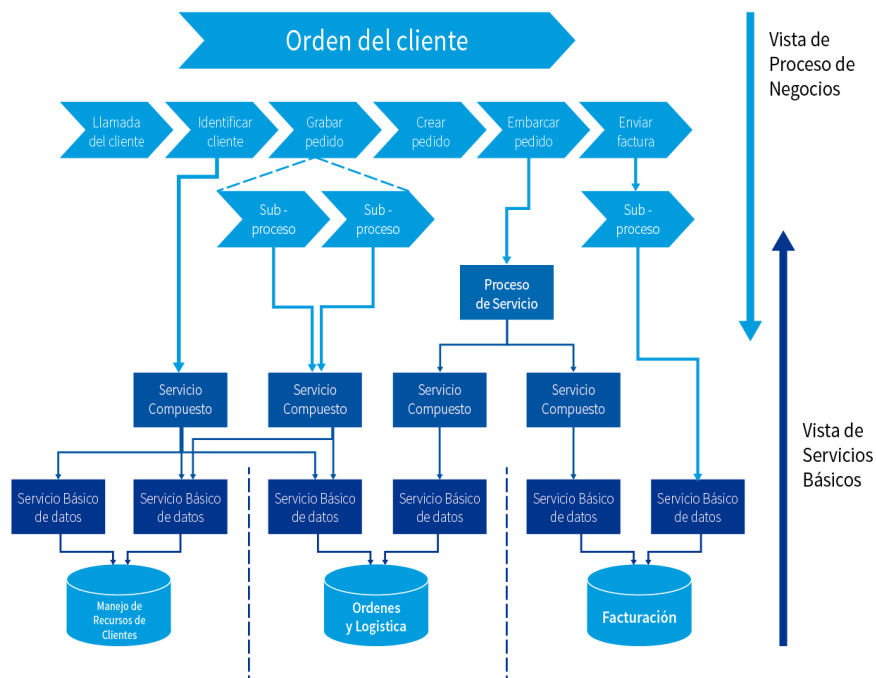 Orden del cliente
Vista de
Proceso de
Negocios
Llamada
del cliente
Identificar
cliente
Grabar
pedido
Crear
pedido
Embarcar
pedido
Enviar
factura
Sub -
proceso
Sub -
proceso
Sub -
proceso
Proceso
de Servicio
Servicio
Compuesto
Servicio
Compuesto
Servicio
Compuesto
Servicio
Compuesto
Vista de
Servicios
Básicos
Servicio Básico
de datos
Servicio Básico
de datos
Servicio Básico
de datos
Servicio Básico
de datos
Servicio Básico
de datos
Servicio Básico
de datos
Manejo de
Recursos de
Clientes
Ordenes
y Logistica
Facturación